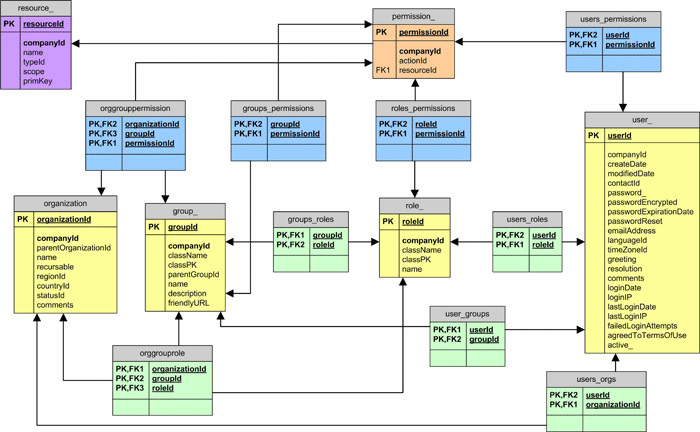 resource_
PK resourceId
companyId
name
typeId
scope
primKey
permission_
PK permissionId
companyId
actionId
FK1 resourceId
users_permissions
PK,FK2 userId
PK,FK1 permissionId
orggrouppermission
PK,FK2 organizationId
PK,FK3 groupId
PK,FK1 permissionId
groups_permissions
PK,FK2 groupId
PK,FK1 permissionId
roles_permissions
PK,FK2 roleId
PK,FK1 permissionId
user_
PK userId
companyId
createDate
modifiedDate
contactId
password_
passwordEncrypted
passwordExpirationDate
passwordReset
emailAddress
languageId
timeZoneId
greeting
resolution
comments
loginDate
loginIP
lastLoginDate
lastLoginIP
failedLoginAttempts
agreedToTermsOfUse
active_
organization
PK organizationId
companyId
parentOrganizationId
name
recursable
regionId
countryId
statusId
comments
group_
PK groupId
companyId
className
classPK
parentGroupId
name
description
friendlyURL
groups_roles
PK,FK1 groupId
PK,FK2 roleId
role_
PK roleId
companyId
className
classPK
name
users_roles
PK,FK2 userId
PK,FK1 roleId
user_groups
PK,FK1 userId
PK,FK2 groupId
orggrouprole
PK,FK1 organizationId
PK,FK2 groupId
PK,FK3 roleId
users_orgs
PK,FK2 userId
PK,FK1 organizationId